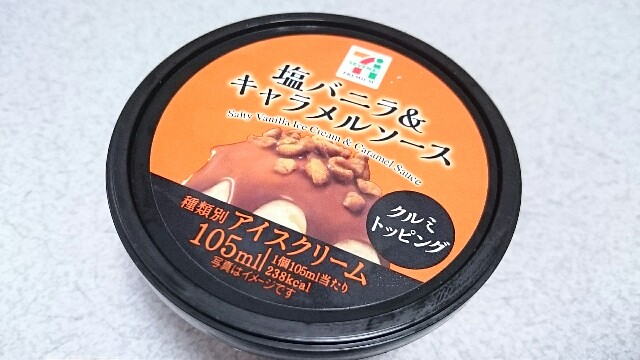 SEVEN
PREMIUM
塩バニラ&
キャラメルソース
Salty Vanilla Ice Cream & Caramel Sauce
クルミ
トッピング
種類別 アイスクリーム
105ml
1個105ml当たり
238kcal
写真はイメージです